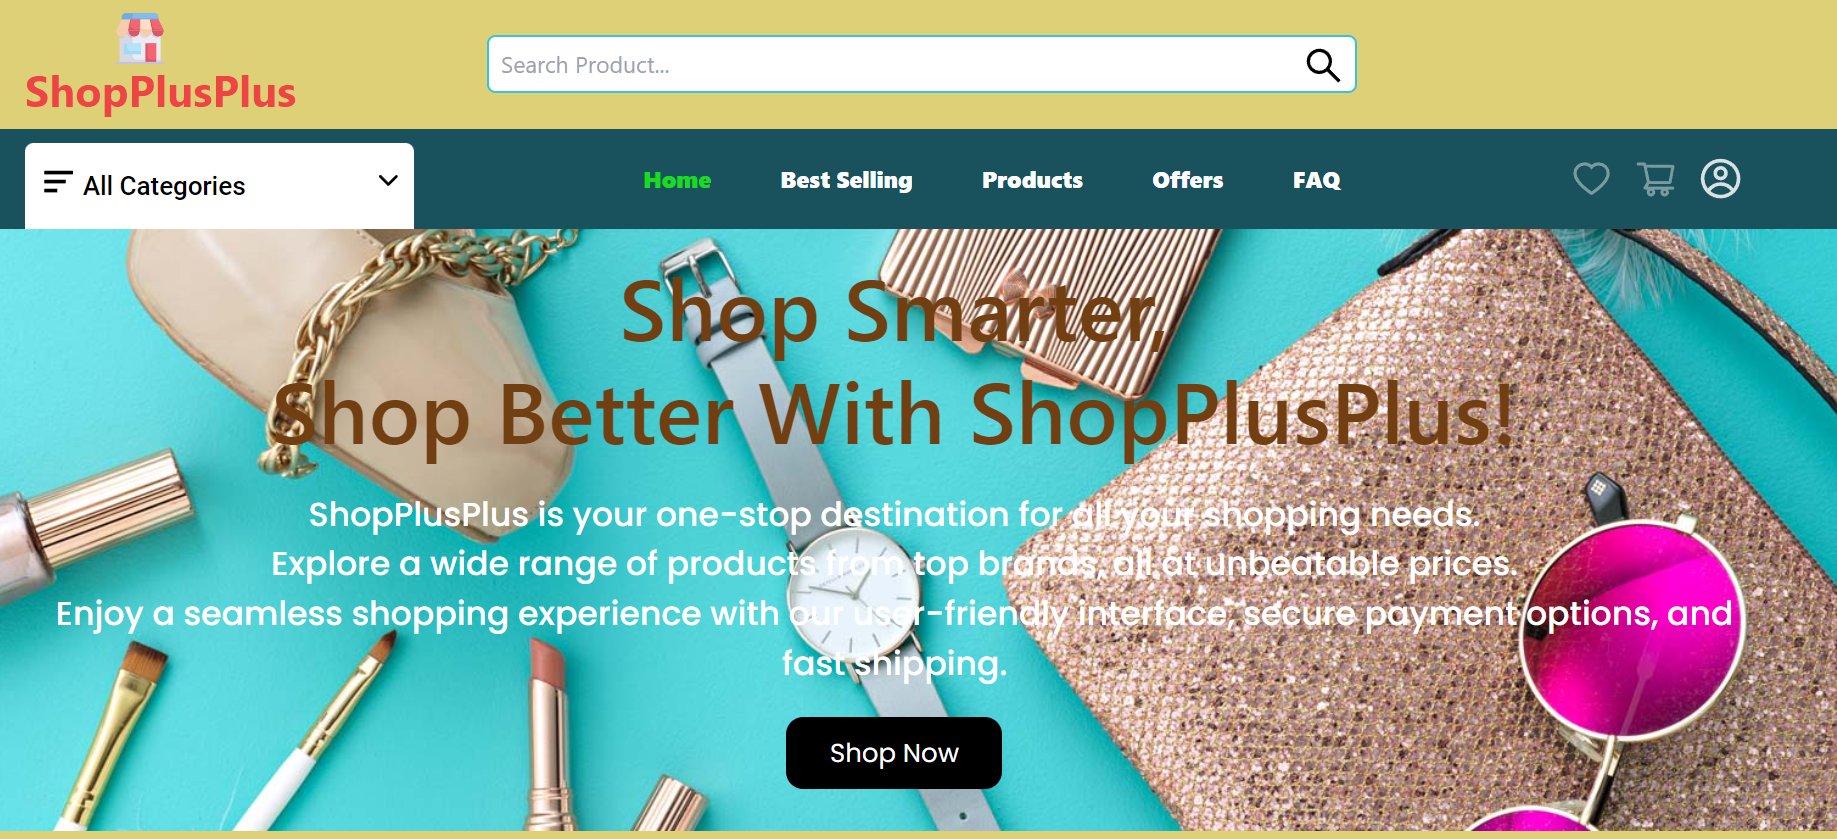 ShopPlusPlus
Search Product...
All Categories
Home
Best Selling
Products
Offers
FAQ
Shop Smarter,
Shop Better With ShopPlusPlus!
ShopPlusPlus is your one-stop destination for all your shopping needs.
Explore a wide range of products from top brands, all at unbeatable prices.
Enjoy a seamless shopping experience with our user-friendly interface, secure payment options, and
fast shipping.
Shop Now